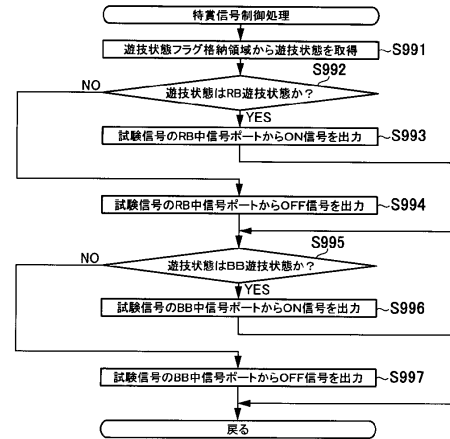 特賞信号制御処理
遊技状態フラグ格納領域から遊技状態を取得
S991
S992
NO
遊技状態はRB遊技状態か？
YES
試験信号のRB中信号ポートからON信号を出力
S993
試験信号のRB中信号ポートからOFF信号を出力
S994
S995
NO
遊技状態はBB遊技状態か？
YES
試験信号のBB中信号ポートからON信号を出力
S996
試験信号のBB中信号ポートからOFF信号を出力
S997
戻る